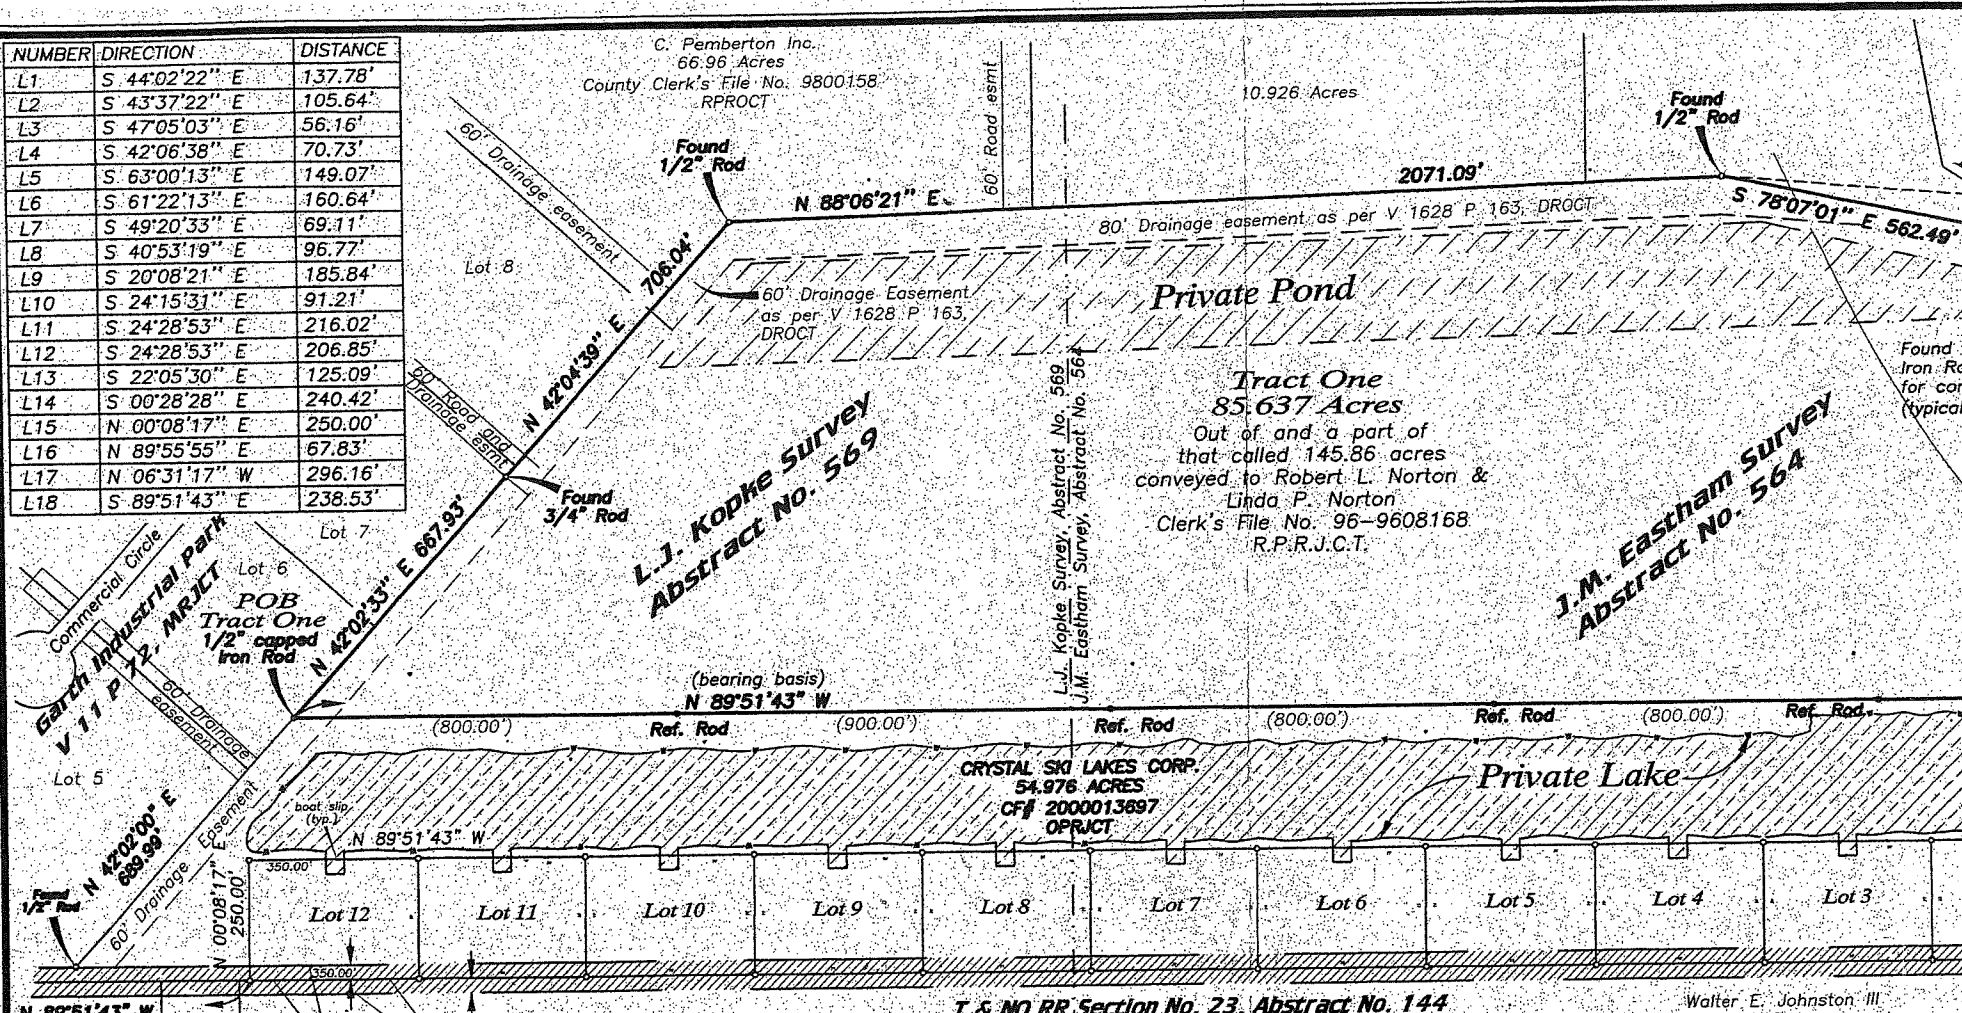 NUMBER DIRECTION DISTANCE
L1 S 44°02'22" E 137.78'
L2 S 43°37'22" E 105.64'
L3 S 47°05'03" E 56.16'
L4 S 42°06'38" E 70.73'
L5 S 63°00'13" E 149.07'
L6 S 61°22'13" E 160.64'
L7 S 49°20'33" E 69.11'
L8 S 40°53'19" E 96.77'
L9 S 20°08'21" E 185.84'
L10 S 24°15'31" E 91.21'
L11 S 24°28'53" E 216.02'
L12 S 24°28'53" E 206.85'
L13 S 22°05'30" E 125.09'
L14 S 00°28'28" E 240.42'
L15 N 00°08'17" E 250.00'
L16 N 89°55'55" E 67.83'
L17 N 06°31'17" W 296.16'
L18 S 89°51'43" E 238.53'
C. Pemberton Inc.
66.96 Acres
County Clerk's File No. 9800158
RPROCT
60' Road esmt
10.926 Acres
Found
1/2" Rod
Found
1/2" Rod
60' Drainage easement
N 88°06'21" E
2071.09'
S 78°07'01" E 562.49'
80' Drainage easement as per V 1628 P 163, DROCT
Lot 8
706.04'
N 42°04'39" E
60' Drainage Easement
as per V 1628 P 163,
DROCT
Private Pond
60' Road and
Drainage esmt
Found
3/4" Rod
L.J. Kopke Survey
Abstract No. 569
L.J. Kopke Survey, Abstract No. 569
J.M. Eastham Survey, Abstract No. 564
Tract One
85.637 Acres
Out of and a part of
that called 145.86 acres
conveyed to Robert L. Norton &
Linda P. Norton
Clerk's File No. 96-9608168
R.P.R.J.C.T.
J.M. Eastham Survey
Abstract No. 564
Found
Iron Ro
for cor
(typical
Lot 7
Lot 6
Commercial Circle
Garth Industrial Park
V 11 P 72, MRJCT
POB
Tract One
1/2" capped
Iron Rod
N 42°02'33" E 667.93'
60' Drainage
easement
Lot 5
(bearing basis)
N 89°51'43" W
(800.00')
Ref. Rod
(900.00')
Ref. Rod
(800.00')
Ref. Rod
(800.00')
Ref. Rod
CRYSTAL SKI LAKES CORP.
54.976 ACRES
CF# 2000013697
OPRJCT
Private Lake
boat slip
(typ.)
N 89°51'43" W
350.00'
N 42°02'00" E
689.99'
60' Drainage Easement
Found
1/2" Rod
N 00°08'17" E
250.00'
Lot 12
Lot 11
Lot 10
Lot 9
Lot 8
Lot 7
Lot 6
Lot 5
Lot 4
Lot 3
350.00'
N 89°51'43" W
T & NO RR Section No. 23, Abstract No. 144
Walter E. Johnston III